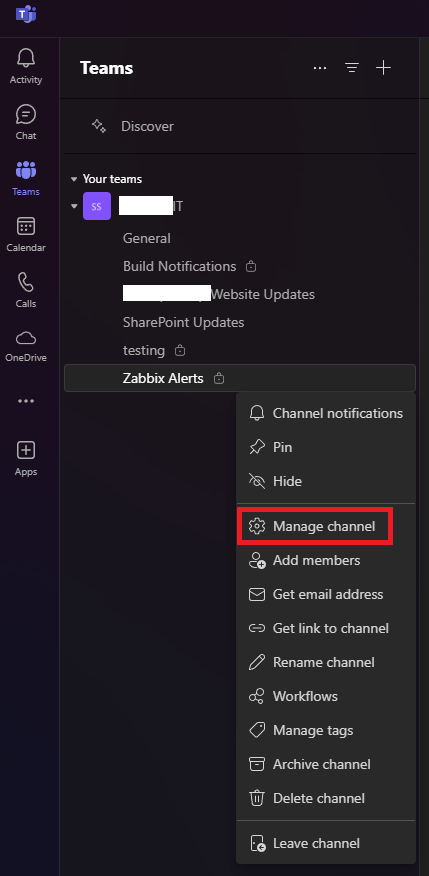 Teams
Activity
Chat
Teams
Calendar
Calls
OneDrive
Apps
Discover
Your teams
SS
IT
General
Build Notifications
Website Updates
SharePoint Updates
testing
Zabbix Alerts
Channel notifications
Pin
Hide
Manage channel
Add members
Get email address
Get link to channel
Rename channel
Workflows
Manage tags
Archive channel
Delete channel
Leave channel